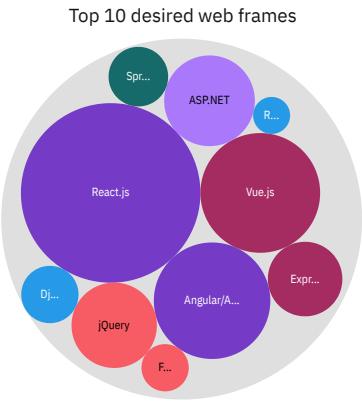 Top 10 desired web frames
Spr...
ASP.NET
R...
React.js
Vue.js
Expr...
Dj...
Angular/A...
jQuery
F...